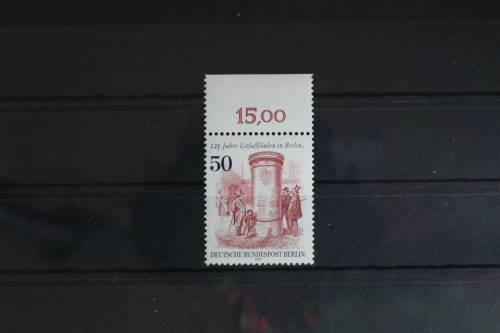 15,00
125 Jahre Litfaßsäulen in Berlin
50
DEUTSCHE BUNDESPOST BERLIN